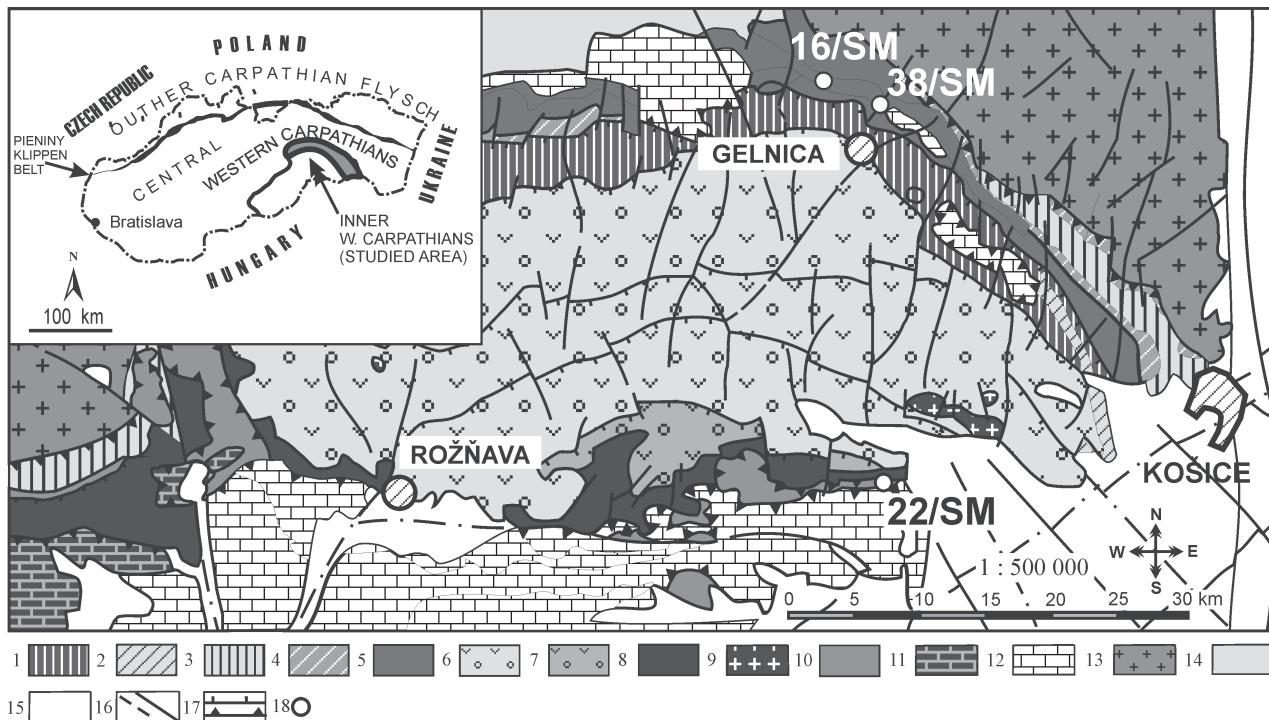 POLAND
CZECH REPUBLIC
OUTHER CARPATHIAN FLYSCH
PIENINY
KLIPPEN
BELT
CENTRAL
WESTERN CARPATHIANS
UKRAINE
Bratislava
INNER
W. CARPATHIANS
(STUDIED AREA)
HUNGARY
N
100 km
16/SM
38/SM
GELNICA
ROŽŇAVA
KOŠICE
22/SM
N
W E
S
1 : 500 000
0 5 10 15 20 25 30 km
1 2 3 4 5 6 7 8 9 10 11 12 13 14
15 16 17 18